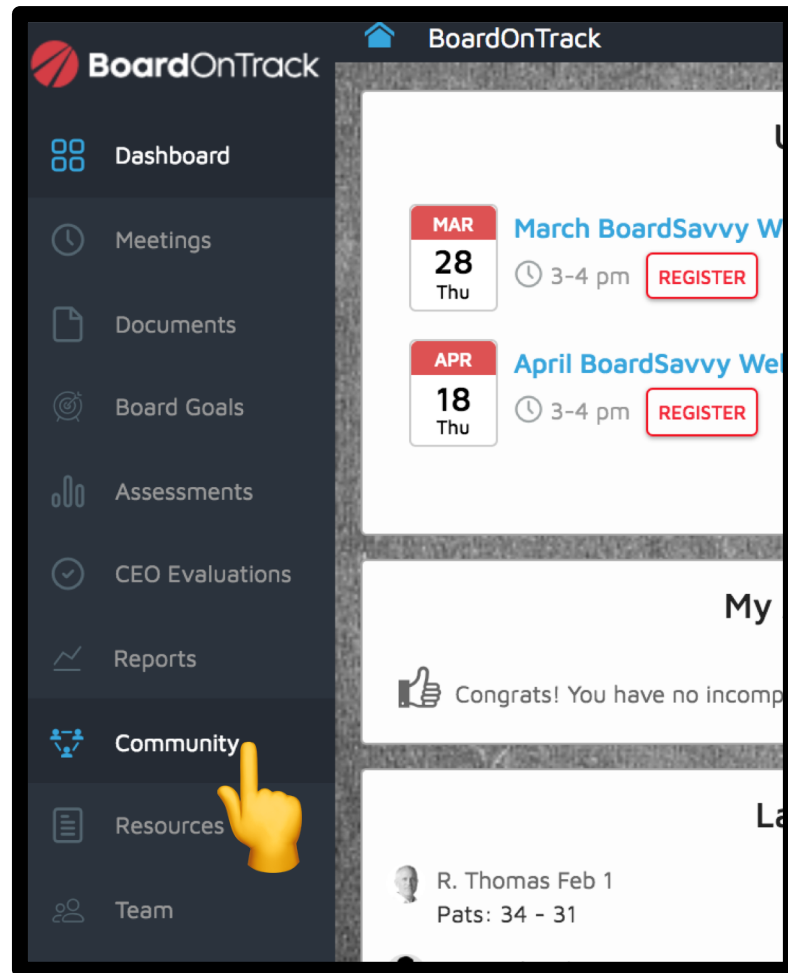 BoardOnTrack
BoardOnTrack
Dashboard
Meetings
Documents
Board Goals
Assessments
CEO Evaluations
Reports
Community
Resources
Team
MAR
28
Thu
March BoardSavvy W
3-4 pm
REGISTER
APR
18
Thu
April BoardSavvy We
3-4 pm
REGISTER
My
Congrats! You have no incomp
La
R. Thomas Feb 1
Pats: 34 - 31